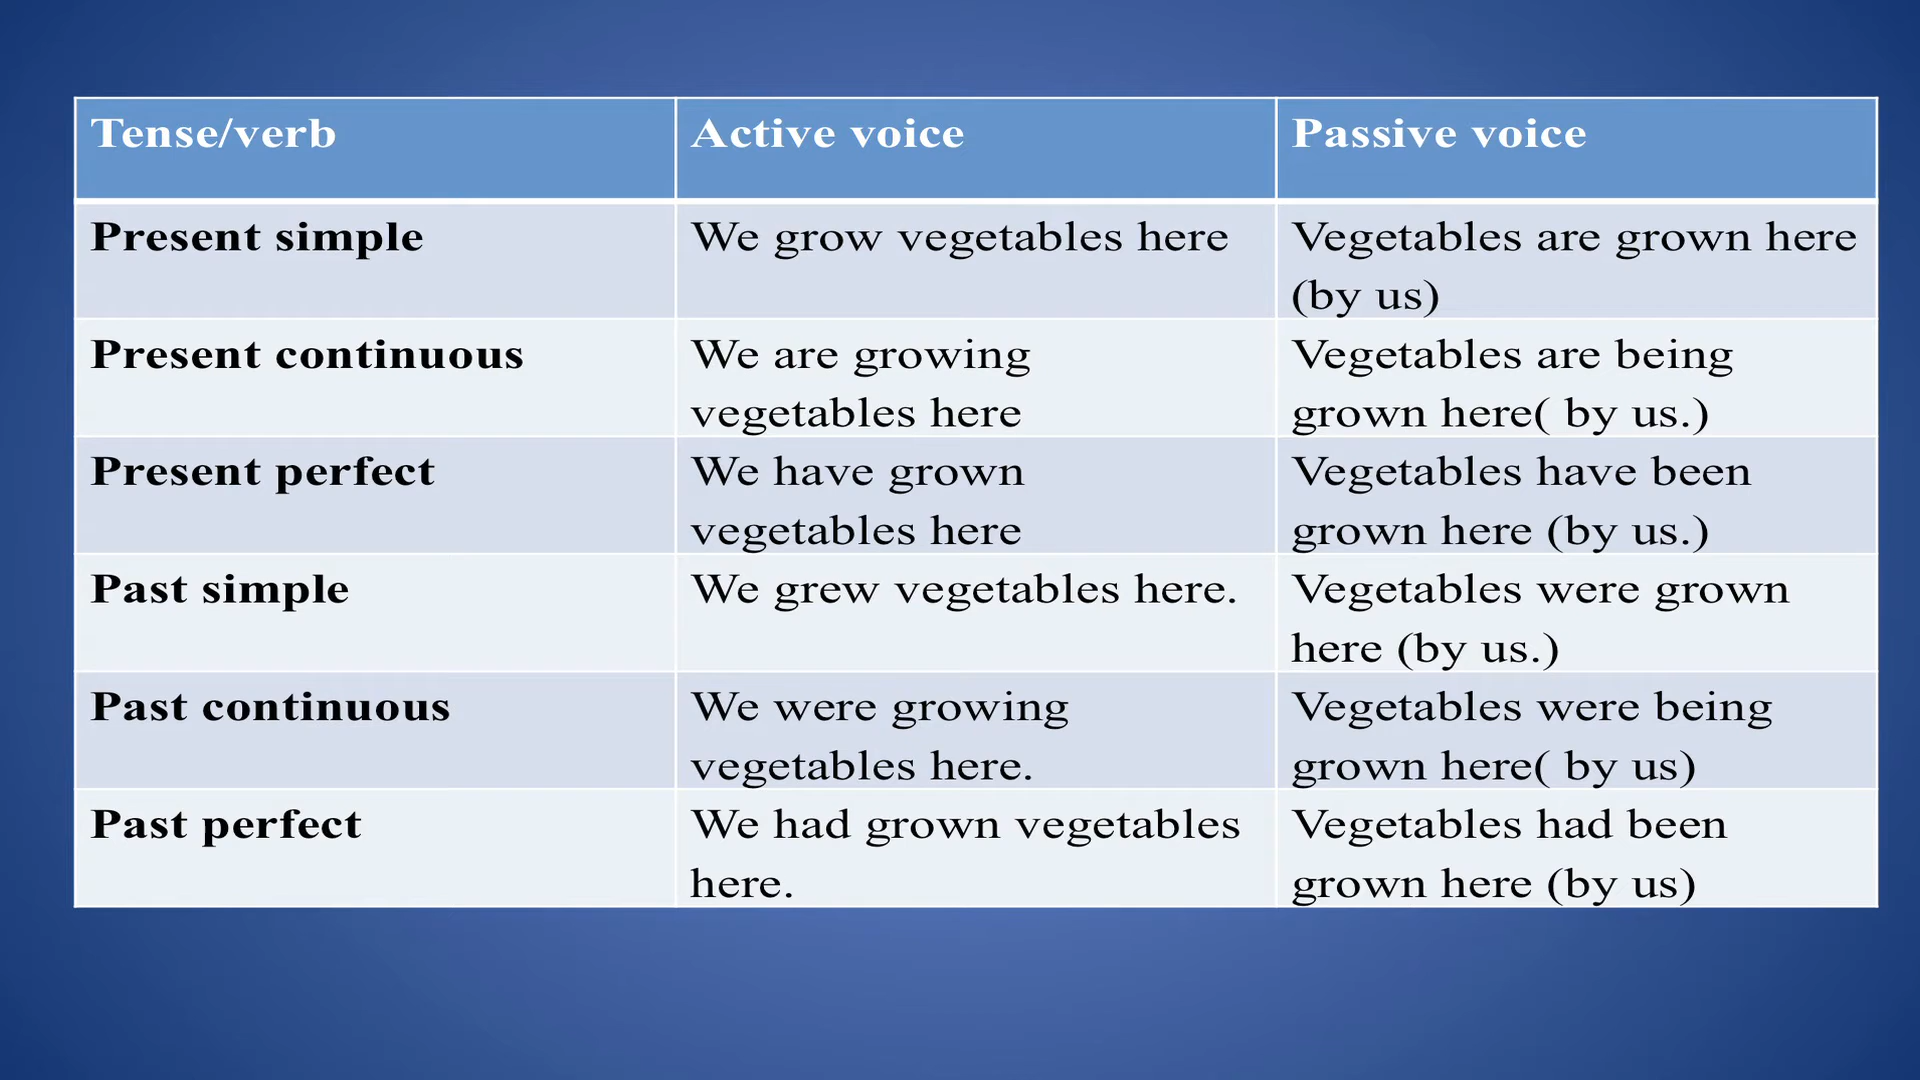 Tense/verb
Active voice
Passive voice
Present simple
We grow vegetables here
Vegetables are grown here
(by us)
Present continuous
We are growing
vegetables here
Vegetables are being
grown here( by us.)
Present perfect
We have grown
vegetables here
Vegetables have been
grown here (by us.)
Past simple
We grew vegetables here.
Vegetables were grown
here (by us.)
Past continuous
We were growing
vegetables here.
Vegetables were being
grown here( by us)
Past perfect
We had grown vegetables
here.
Vegetables had been
grown here (by us)